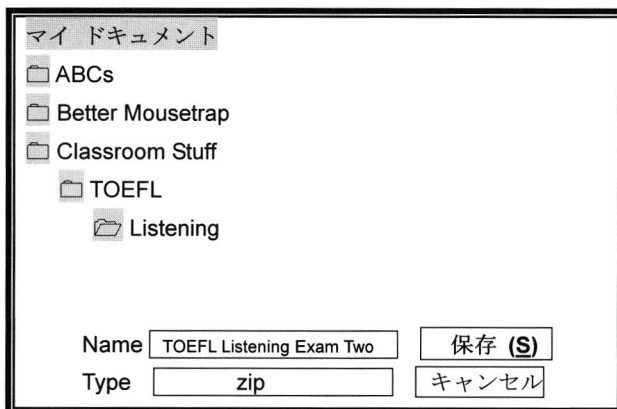 マイ ドキュメント
ABCs
Better Mousetrap
Classroom Stuff
TOEFL
Listening
Name TOEFL Listening Exam Two 保存 (S)
Type zip キャンセル